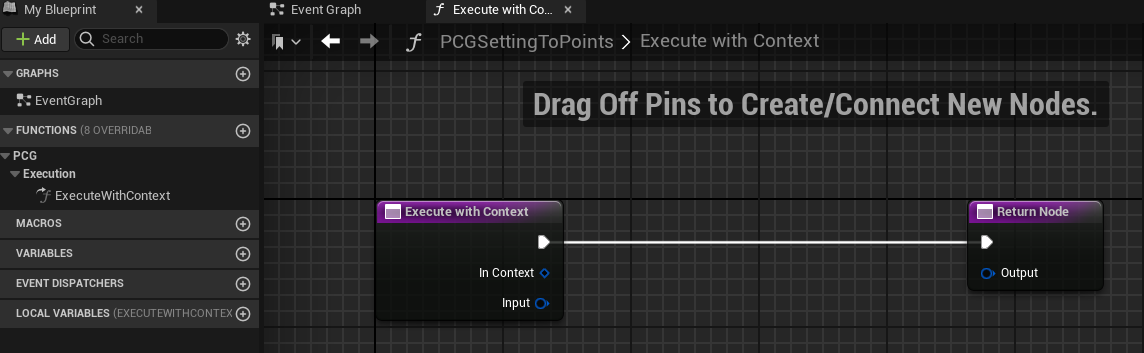 My Blueprint
Event Graph
Execute with Co...
Add
Search
PCGSettingToPoints > Execute with Context
GRAPHS
EventGraph
Drag Off Pins to Create/Connect New Nodes.
FUNCTIONS (8 OVERRIDAB
PCG
Execution
ExecuteWithContext
MACROS
VARIABLES
EVENT DISPATCHERS
LOCAL VARIABLES (EXECUTEWITHCONTEX
Execute with Context
In Context
Input
Return Node
Output